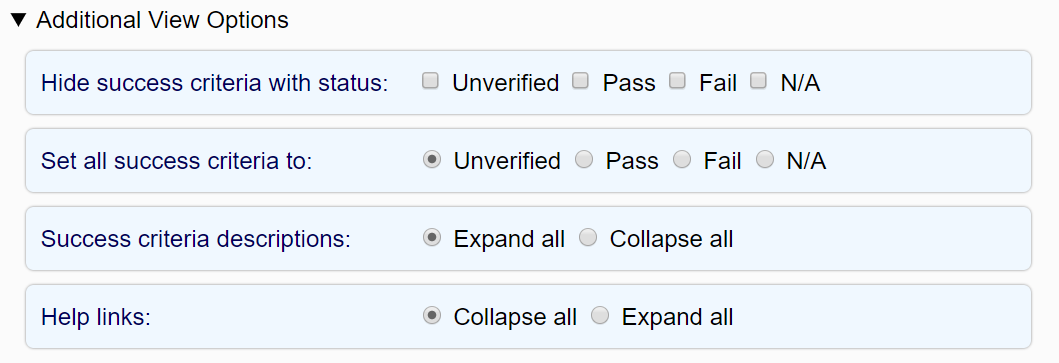 Additional View Options
Hide success criteria with status: Unverified Pass Fail N/A
Set all success criteria to: Unverified Pass Fail N/A
Success criteria descriptions: Expand all Collapse all
Help links: Collapse all Expand all